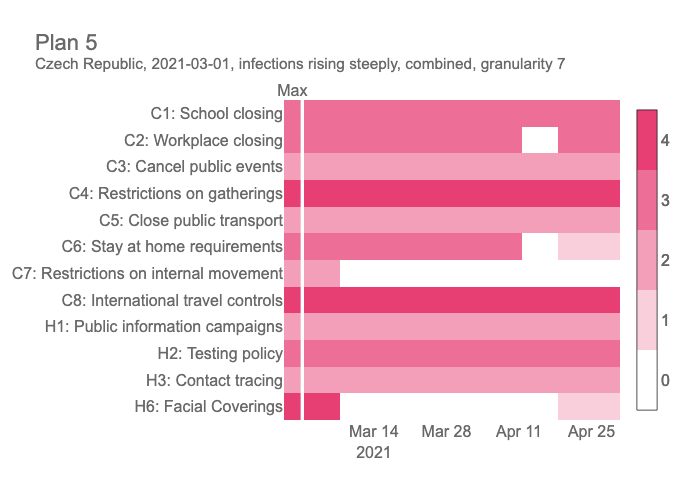 Plan 5
Czech Republic, 2021-03-01, infections rising steeply, combined, granularity 7
Max
C1: School closing
C2: Workplace closing
C3: Cancel public events
C4: Restrictions on gatherings
C5: Close public transport
C6: Stay at home requirements
C7: Restrictions on internal movement
C8: International travel controls
H1: Public information campaigns
H2: Testing policy
H3: Contact tracing
H6: Facial Coverings
4
3
2
1
0
Mar 14 Mar 28 Apr 11 Apr 25
2021